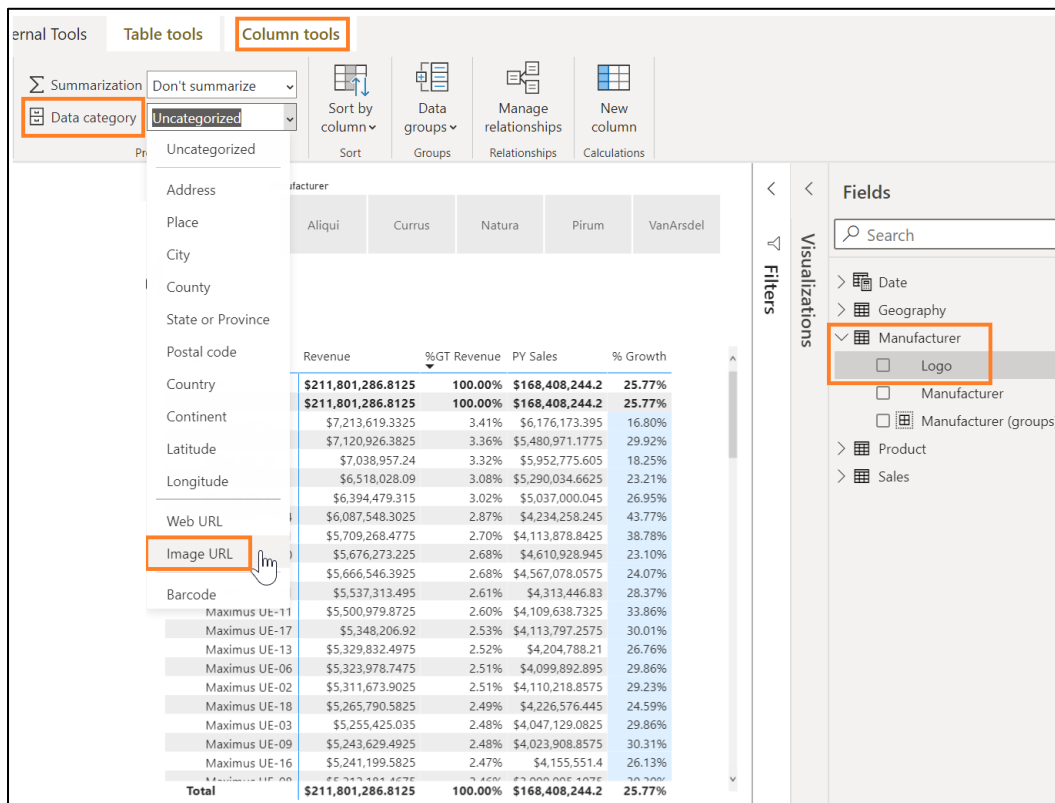 ernal Tools Table tools Column tools
Summarization Don't summarize
Data category Uncategorized
Sort by column
Data groups
Manage relationships
New column
Sort Groups Relationships Calculations
Pr
Uncategorized
Address
Place
City
County
State or Province
Postal code
Country
Continent
Latitude
Longitude
Web URL
Image URL
Barcode
ufacturer
Aliqui Currus Natura Pirum VanArsdel
Revenue %GT Revenue PY Sales % Growth
$211,801,286.8125 100.00% $168,408,244.2 25.77%
$211,801,286.8125 100.00% $168,408,244.2 25.77%
$7,213,619.3325 3.41% $6,176,173.395 16.80%
$7,120,926.3825 3.36% $5,480,971.1775 29.92%
$7,038,957.24 3.32% $5,952,775.605 18.25%
$6,518,028.09 3.08% $5,290,034.6625 23.21%
$6,394,479.315 3.02% $5,037,000.045 26.95%
$6,087,548.3025 2.87% $4,234,258.245 43.77%
$5,709,268.4775 2.70% $4,113,878.8425 38.78%
$5,676,273.225 2.68% $4,610,928.945 23.10%
$5,666,546.3925 2.68% $4,567,078.0575 24.07%
$5,537,313.495 2.61% $4,313,446.83 28.37%
Maximus UE-11 $5,500,979.8725 2.60% $4,109,638.7325 33.86%
Maximus UE-17 $5,348,206.92 2.53% $4,113,797.2575 30.01%
Maximus UE-13 $5,329,832.4975 2.52% $4,204,788.21 26.76%
Maximus UE-06 $5,323,978.7475 2.51% $4,099,892.895 29.86%
Maximus UE-02 $5,311,673.9025 2.51% $4,110,218.8575 29.23%
Maximus UE-18 $5,265,790.5825 2.49% $4,226,576.445 24.59%
Maximus UE-03 $5,255,425.035 2.48% $4,047,129.0825 29.86%
Maximus UE-09 $5,243,629.4925 2.48% $4,023,908.8575 30.31%
Maximus UE-16 $5,241,199.5825 2.47% $4,155,551.4 26.13%
Total $211,801,286.8125 100.00% $168,408,244.2 25.77%
Filters
Visualizations
Fields
Search
Date
Geography
Manufacturer
Logo
Manufacturer
Manufacturer (groups
Product
Sales